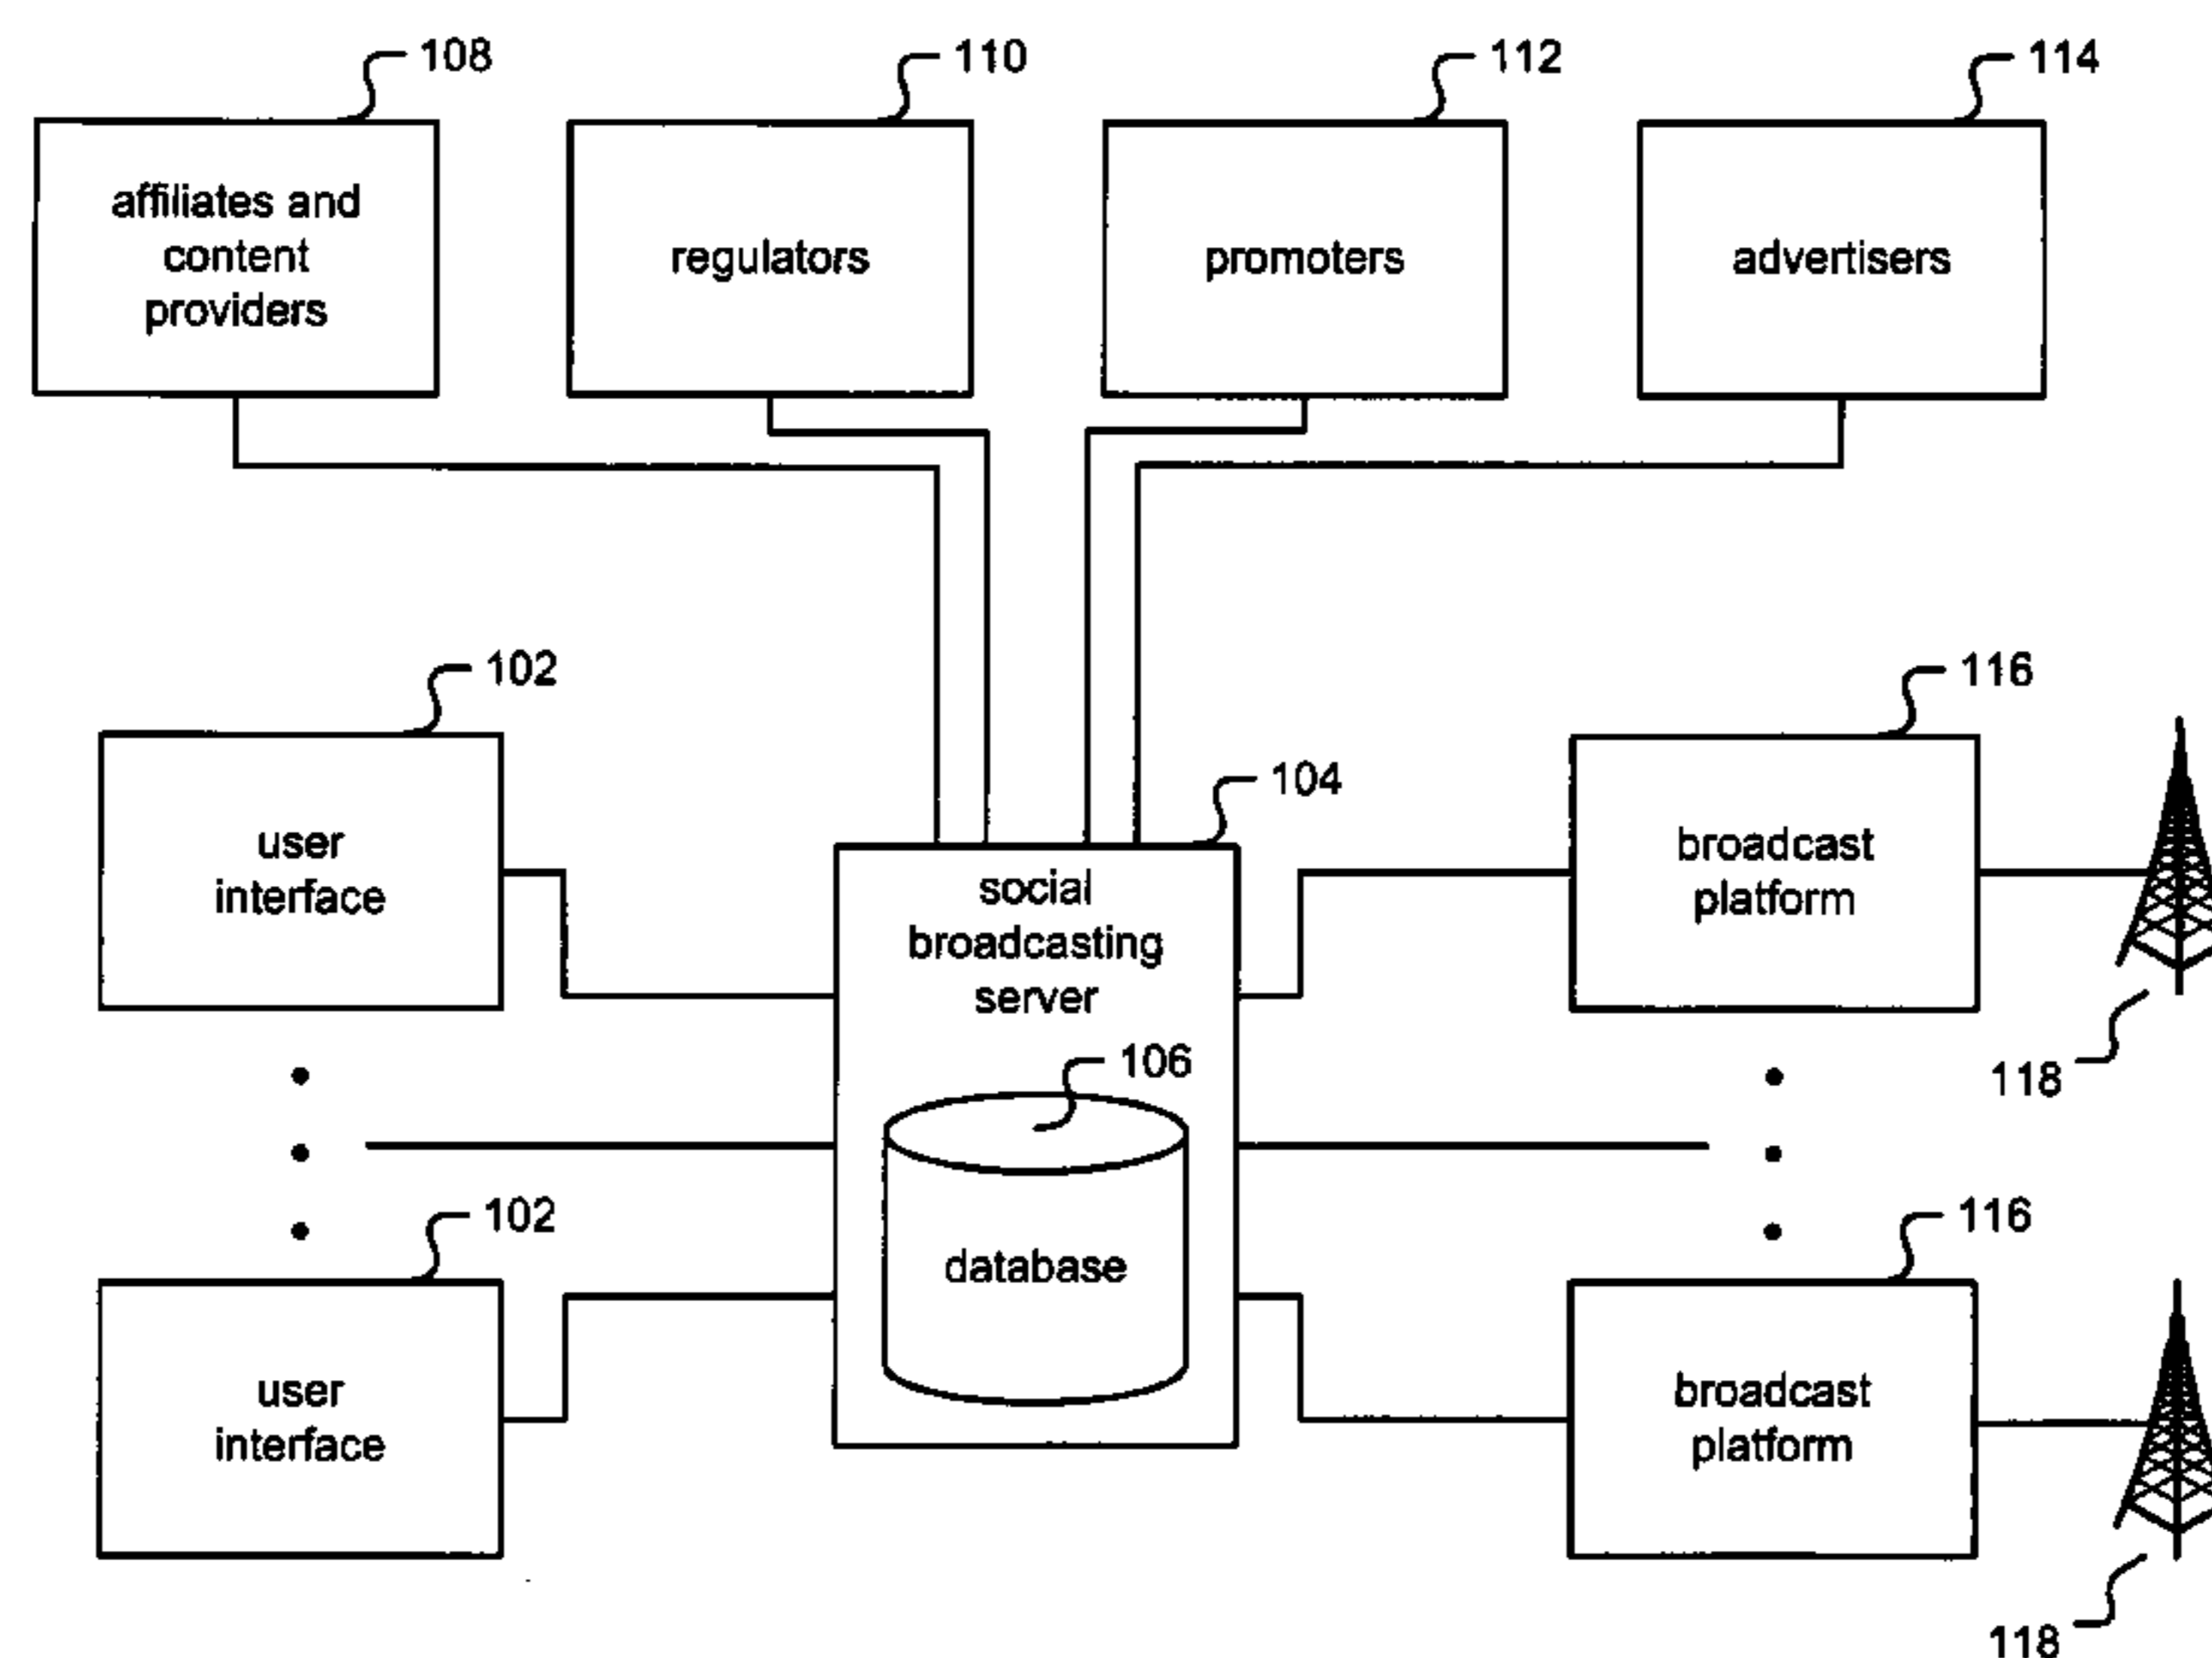 108
110
112
114
affiliates and
content
providers
regulators
promoters
advertisers
102
116
104
user
interface
social
broadcasting
server
broadcast
platform
106
118
102
116
database
user
interface
broadcast
platform
118